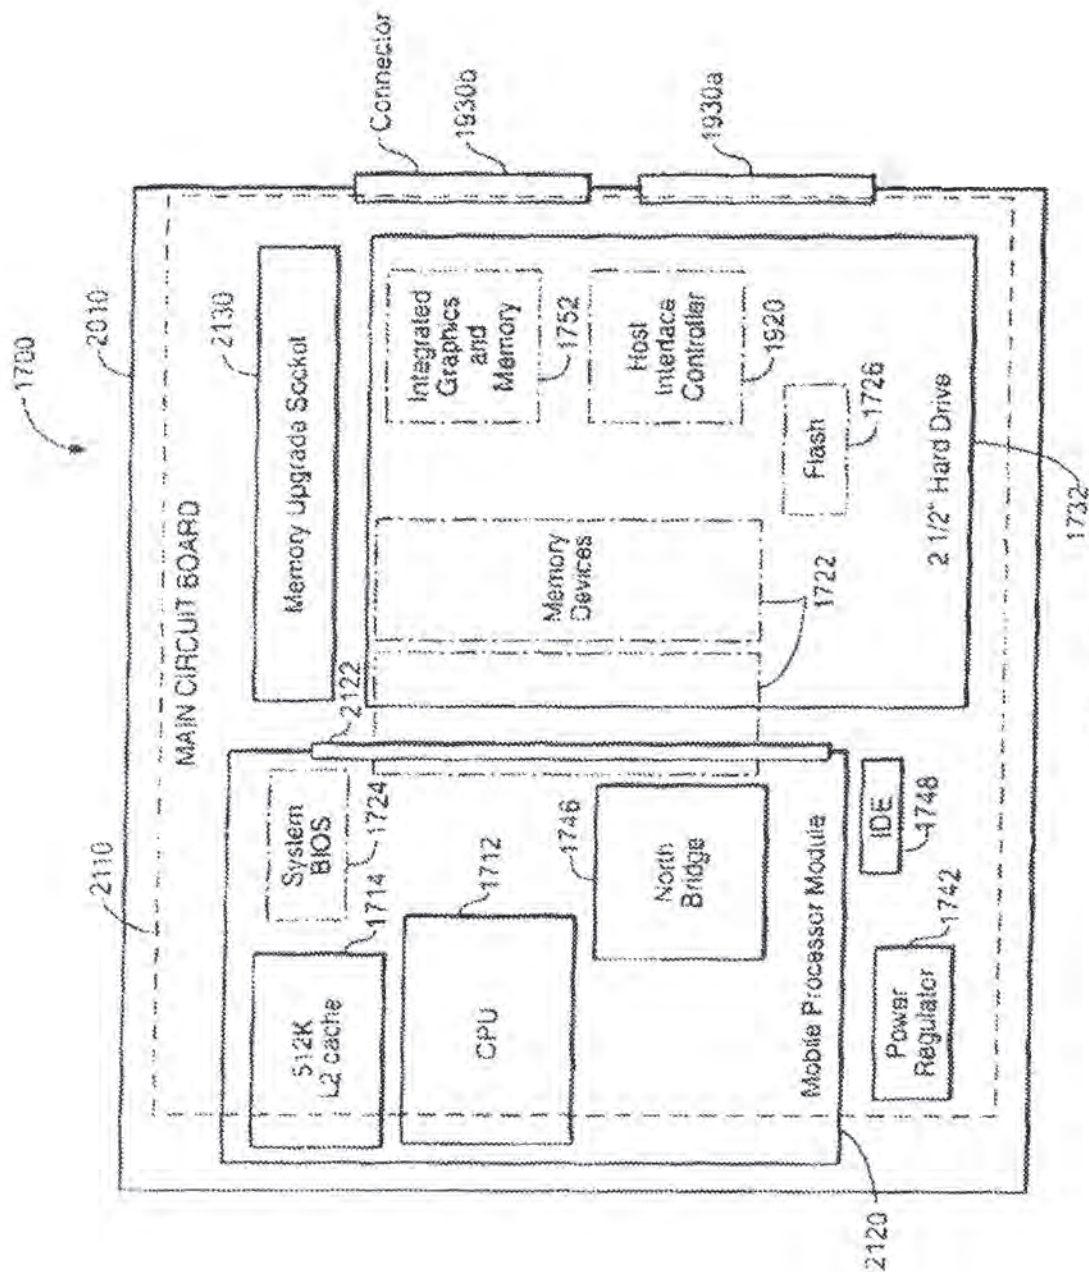 1700
2110
2010
MAIN CIRCUIT BOARD
2130
Memory Upgrade Socket
2122
System
BIOS
1724
1714
512K
L2 cache
Connector
1930b
Integrated
Graphics
and
Memory
1752
1712
CPU
Memory
Devices
1746
North
Bridge
Host
Interface
Controller
1920
1930a
1722
Flash
1726
Mobile Processor Module
IDE
1748
Power
Regulator
1742
2 1/2" Hard Drive
2120
1732